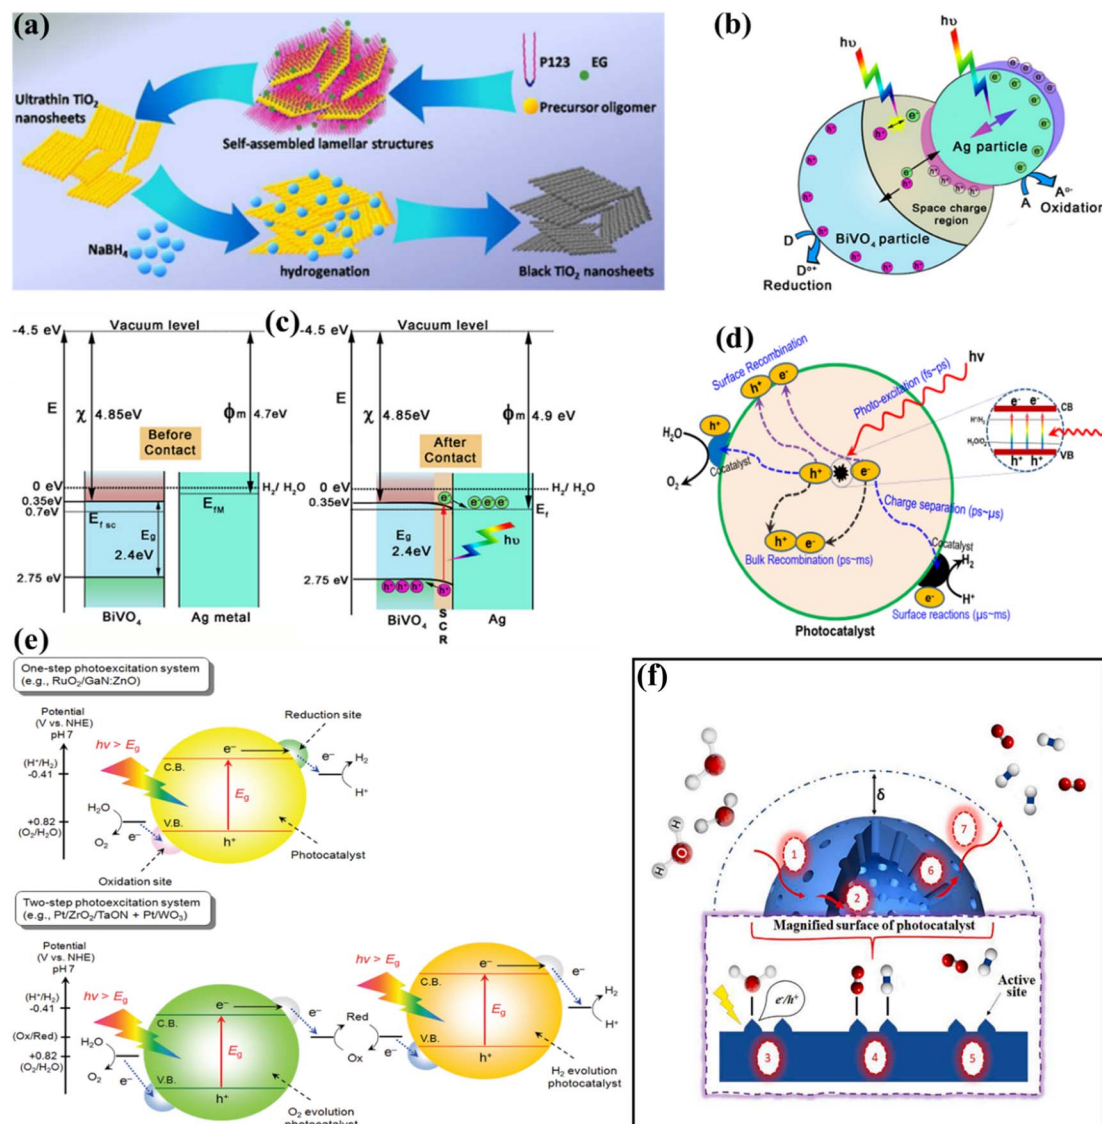 (a)
P123
EG
Precursor oligomer
Ultrathin TiO₂
nanosheets
Self-assembled lamellar structures
NaBH₄
hydrogenation
Black TiO₂ nanosheets
(b)
hυ
hυ
h⁺
e⁻
Ag particle
Space charge
region
BiVO₄ particle
A
A°⁻
Oxidation
D
D°⁺
Reduction
(c)
-4.5 eV
Vacuum level
E
χ 4.85eV
ϕm 4.7eV
Before
Contact
0 eV
H₂/ H₂O
0.35eV
0.7eV
Ef sc
EfM
Eg
2.4eV
2.75 eV
BiVO₄
Ag metal
-4.5 eV
Vacuum level
E
χ 4.85eV
ϕm 4.9 eV
After
Contact
0 eV
H₂/ H₂O
0.35eV
e⁻ e⁻ e⁻ e⁻
Ef
Eg
2.4eV
hυ
2.75 eV
h⁺ h⁺ h⁺ h⁺
BiVO₄
SCR
Ag
(d)
Surface Recombination
h⁺ e⁻
Photo-excitation (fs~ps)
hν
e⁻ e⁻
CB
H⁺/H₂
H₂O/O₂
VB
h⁺ h⁺
H₂O
h⁺
O₂
Cocatalyst
h⁺ e⁻
Charge separation (ps~μs)
h⁺ e⁻
Bulk Recombination (ps~ms)
Cocatalyst
H₂
H⁺
e⁻
Surface reactions (μs~ms)
Photocatalyst
(e)
One-step photoexcitation system
(e.g., RuO₂/GaN:ZnO)
Potential
(V vs. NHE)
pH 7
(H⁺/H₂)
-0.41
+0.82
(O₂/H₂O)
hν > Eg
Reduction site
e⁻
e⁻
H₂
H⁺
C.B.
Eg
V.B.
h⁺
H₂O
O₂
e⁻
Photocatalyst
Oxidation site
Two-step photoexcitation system
(e.g., Pt/ZrO₂/TaON + Pt/WO₃)
Potential
(V vs. NHE)
pH 7
(H⁺/H₂)
-0.41
(Ox/Red)
+0.82
(O₂/H₂O)
hν > Eg
C.B.
e⁻
e⁻
Eg
V.B.
h⁺
H₂O
O₂
e⁻
Red
Ox
O₂ evolution
photocatalyst
hν > Eg
C.B.
e⁻
e⁻
H₂
H⁺
Eg
V.B.
h⁺
e⁻
H₂ evolution
photocatalyst
(f)
H
O
H
δ
1
2
6
7
Magnified surface of photocatalyst
e⁻/h⁺
Active
site
3
4
5